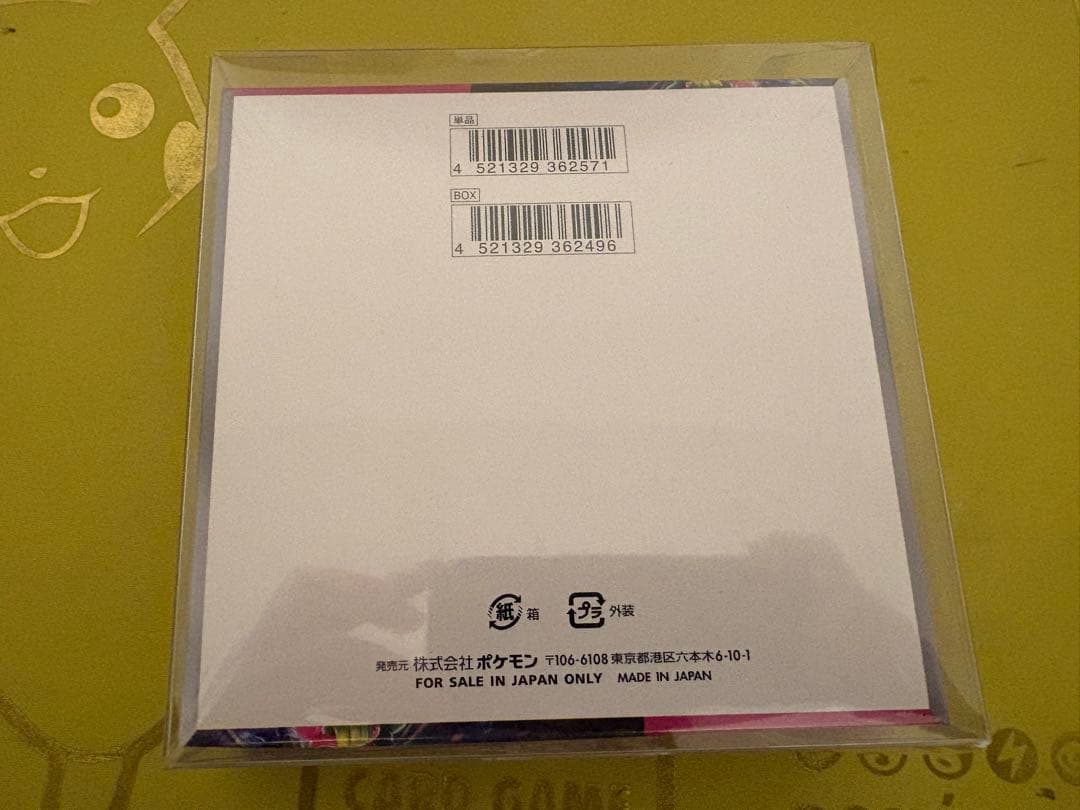 単品
4 521329 362571
BOX
4 521329 362496
紙 箱 プラ 外装
発売元 株式会社 ポケモン 〒106-6108 東京都港区六本木6-10-1
FOR SALE IN JAPAN ONLY MADE IN JAPAN
CARD GAME